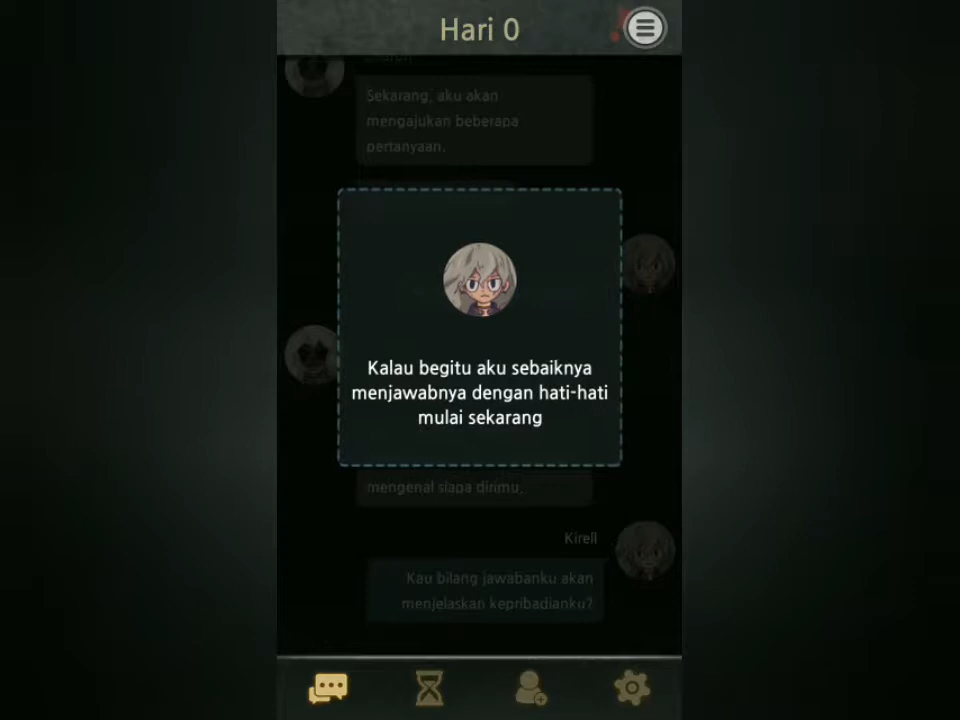 Hari 0
Sekarang, aku akan
mengajukan beberapa
pertanyaan.
Kalau begitu aku sebaiknya
menjawabnya dengan hati-hati
mulai sekarang
mengenal siapa dirimu.
Kirell
Kau bilang jawabanku akan
menjelaskan kepribadianku?